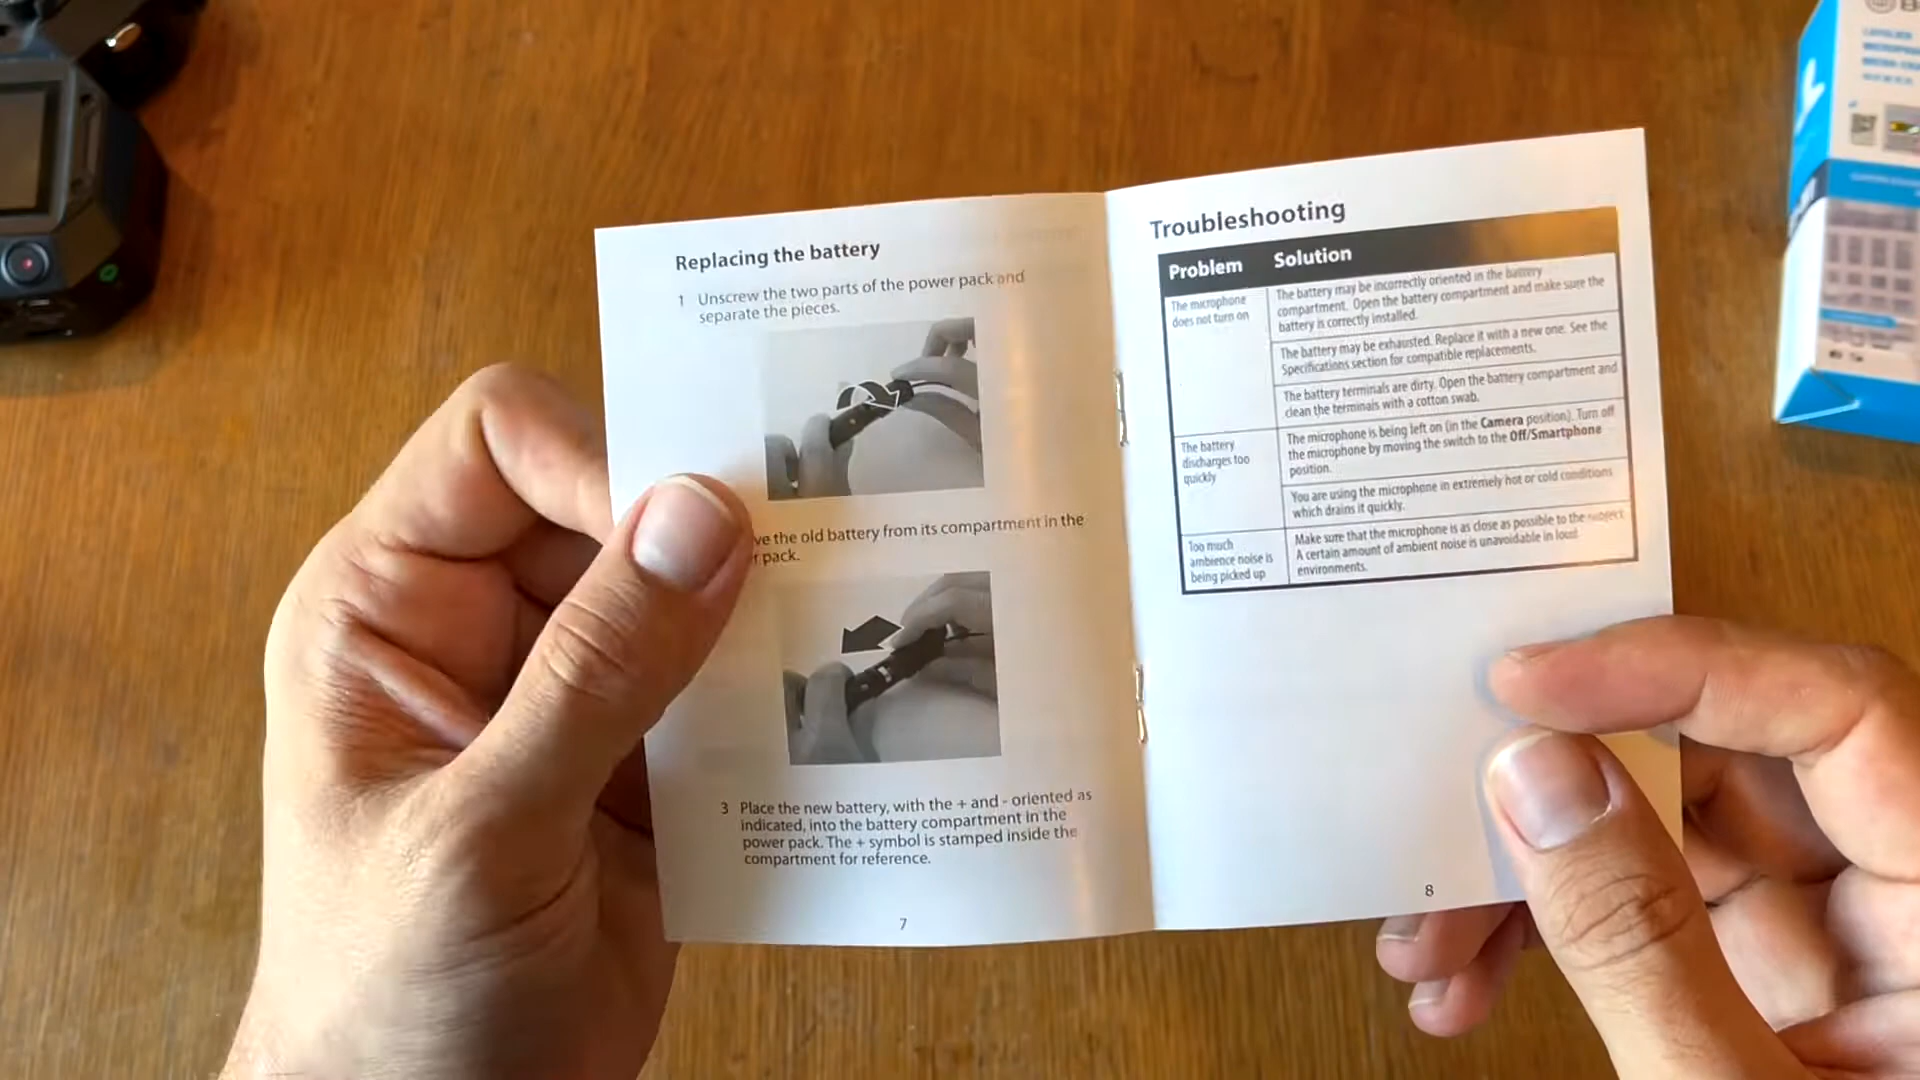 Replacing the battery
1 Unscrew the two parts of the power pack and
separate the pieces.
the old battery from its compartment in the
pack.
3 Place the new battery, with the + and - oriented as
indicated, into the battery compartment in the
power pack. The + symbol is stamped inside the
compartment for reference.
7
Troubleshooting
Problem Solution
The microphone
does not turn on
The battery may be incorrectly oriented in the battery
compartment. Open the battery compartment and make sure the
battery is correctly installed.
The battery may be exhausted. Replace it with a new one. See the
Specifications section for compatible replacements.
The battery terminals are dirty. Open the battery compartment and
clean the terminals with a cotton swab.
The battery
discharges too
quickly
The microphone is being left on (in the Camera position). Turn off
the microphone by moving the switch to the Off/Smartphone
position.
You are using the microphone in extremely hot or cold conditions
which drains it quickly.
Too much
ambience noise is
being picked up
Make sure that the microphone is as close as possible to the subject
A certain amount of ambient noise is unavoidable in loud
environments.
8